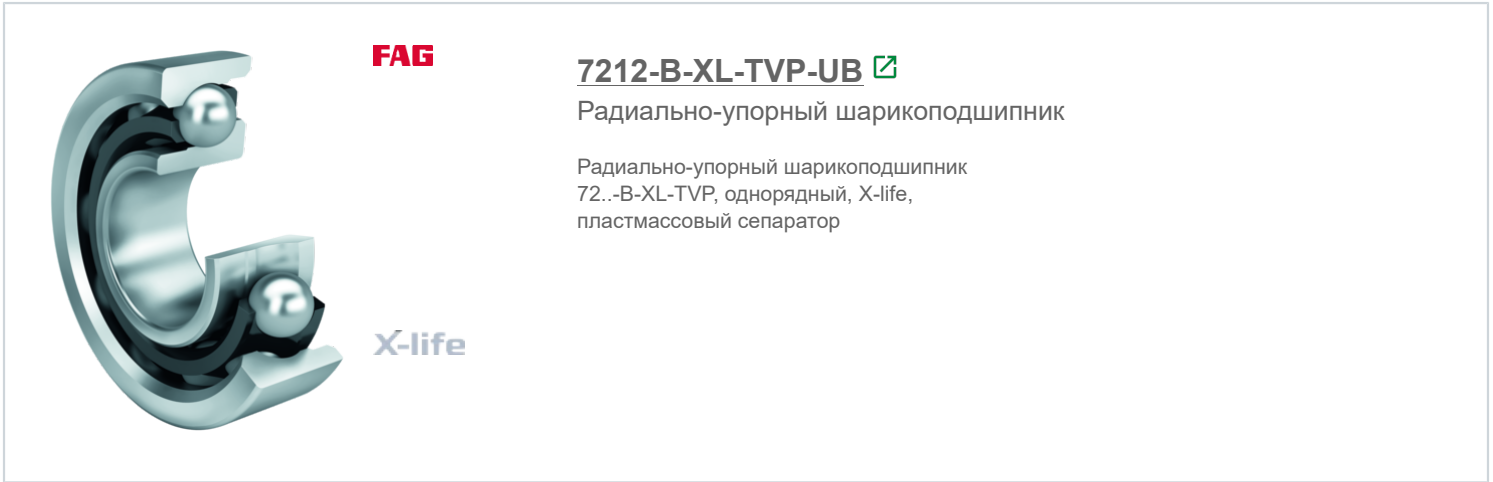 FAG
7212-B-XL-TVP-UB
Радиально-упорный шарикоподшипник
Радиально-упорный шарикоподшипник
72..-B-XL-TVP, однорядный, X-life,
пластмассовый сепаратор
X-life